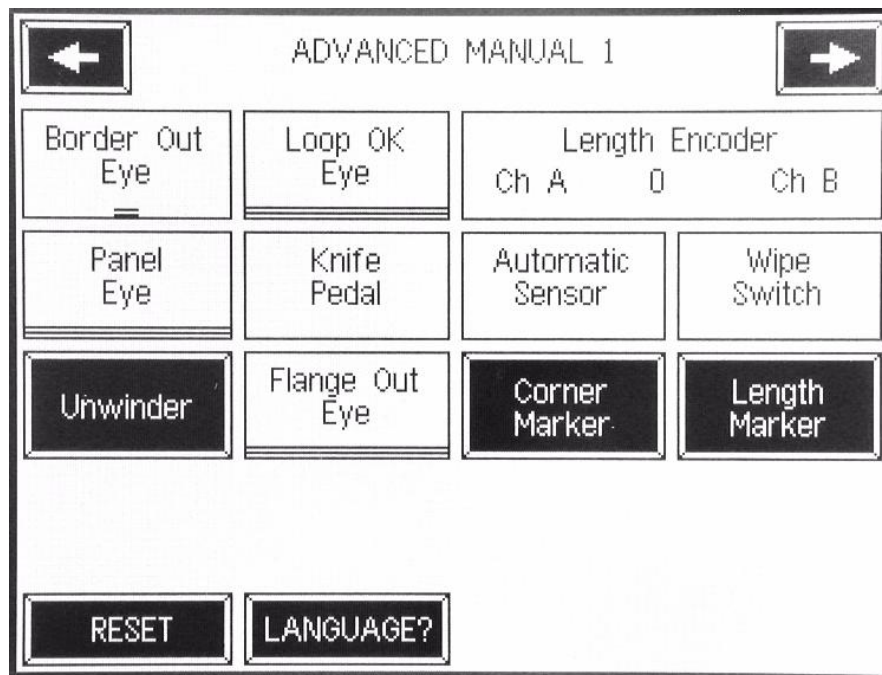 ADVANCED MANUAL 1
Border Out
Eye
Loop OK
Eye
Length Encoder
Ch A 0 Ch B
Panel
Eye
Knife
Pedal
Automatic
Sensor
Wipe
Switch
Unwinder
Flange Out
Eye
Corner
Marker
Length
Marker
RESET
LANGUAGE?